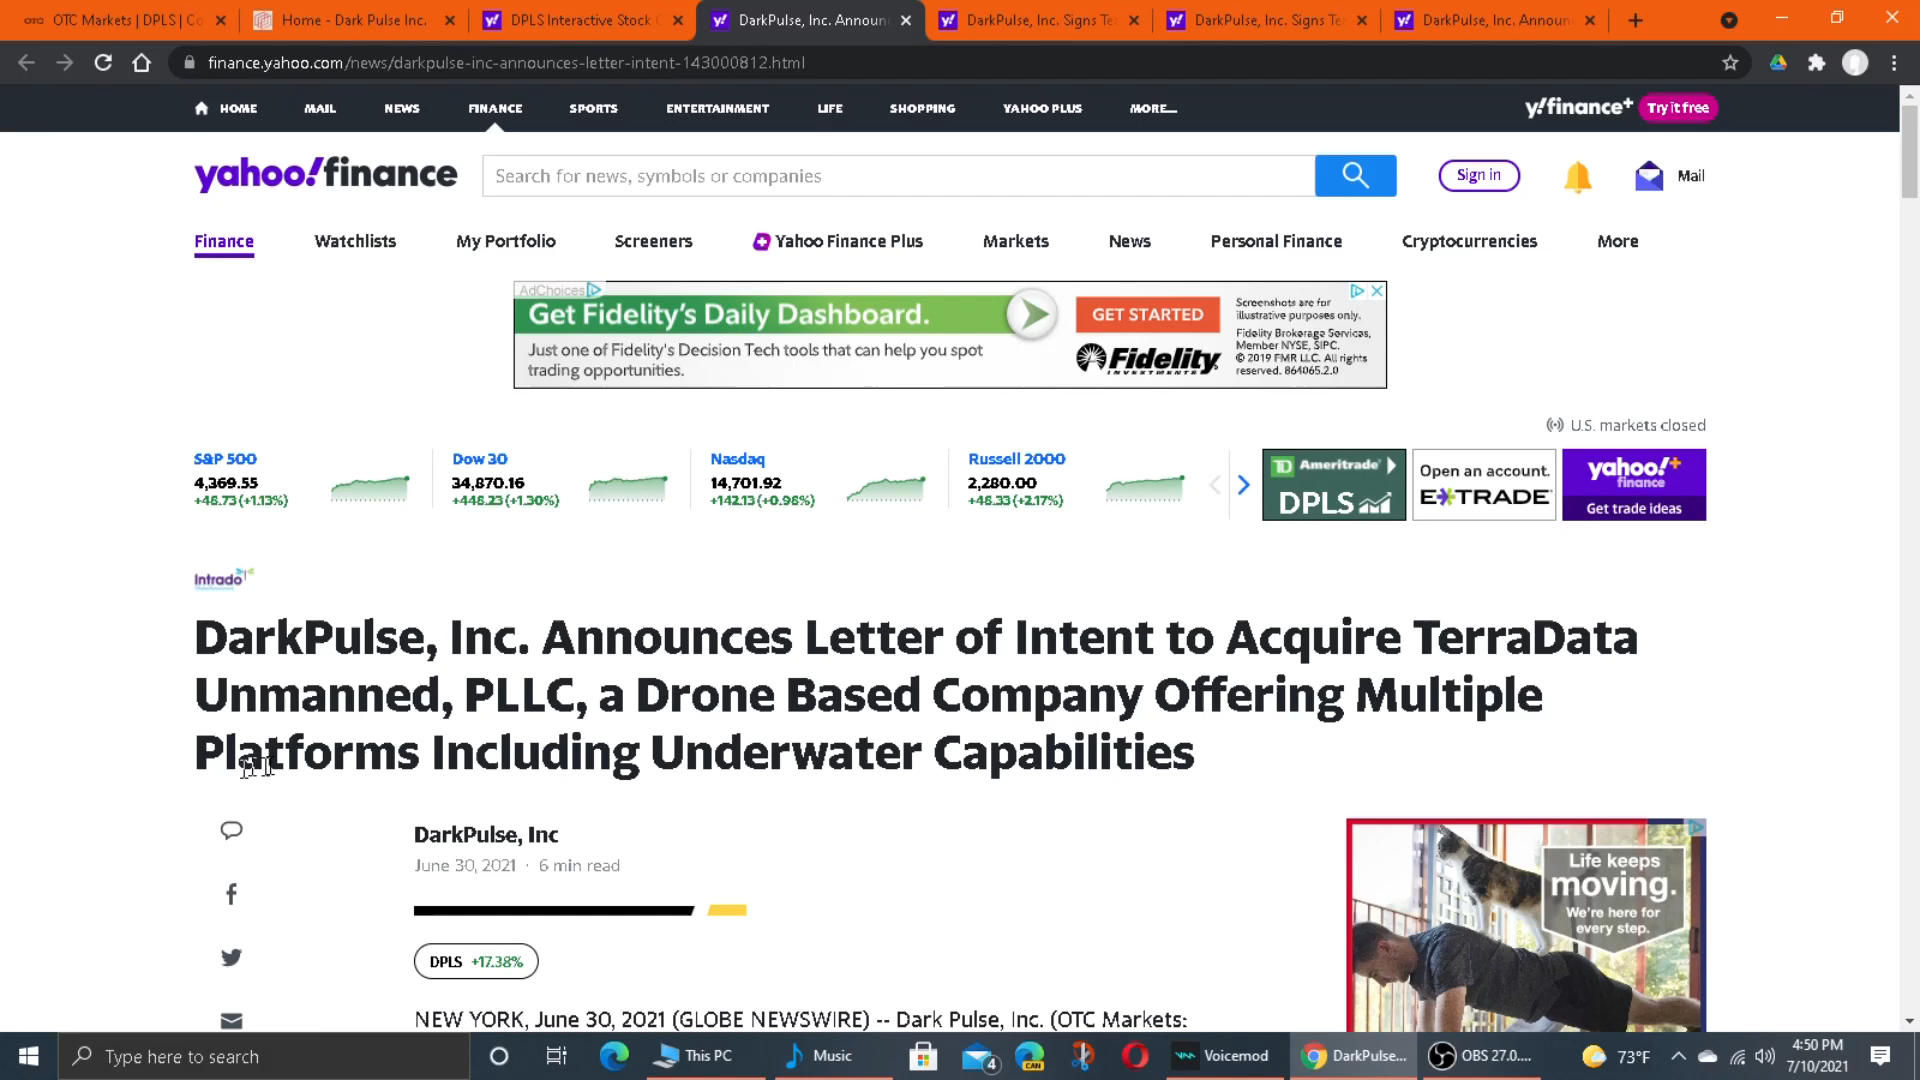 OTC Markets | DPLS | Co
Home - Dark Pulse Inc.
DPLS Interactive Stock C
DarkPulse, Inc. Announ
DarkPulse, Inc. Signs Te
DarkPulse, Inc. Signs Te
DarkPulse, Inc. Announ
finance.yahoo.com/news/darkpulse-inc-announces-letter-intent-143000812.html
HOME MAIL NEWS FINANCE SPORTS ENTERTAINMENT LIFE SHOPPING YAHOO PLUS MORE...
y!finance+ Try it free
yahoo!finance
Search for news, symbols or companies
Sign in
Mail
Finance Watchlists My Portfolio Screeners Yahoo Finance Plus Markets News Personal Finance Cryptocurrencies More
AdChoices
Get Fidelity's Daily Dashboard.
Just one of Fidelity's Decision Tech tools that can help you spot
trading opportunities.
GET STARTED
Fidelity
INVESTMENTS
Screenshots are for
illustrative purposes only.
Fidelity Brokerage Services,
Member NYSE, SIPC.
© 2019 FMR LLC. All rights
reserved. 864065.2.0
U.S. markets closed
S&P 500
4,369.55
+48.73 (+1.13%)
Dow 30
34,870.16
+448.23 (+1.30%)
Nasdaq
14,701.92
+142.13 (+0.98%)
Russell 2000
2,280.00
+48.33 (+2.17%)
TD Ameritrade
DPLS
Open an account.
E*TRADE
yahoo!+
finance
Get trade ideas
Intrado
DarkPulse, Inc. Announces Letter of Intent to Acquire TerraData
Unmanned, PLLC, a Drone Based Company Offering Multiple
Platforms Including Underwater Capabilities
DarkPulse, Inc
June 30, 2021 · 6 min read
DPLS +17.38%
NEW YORK, June 30, 2021 (GLOBE NEWSWIRE) -- Dark Pulse, Inc. (OTC Markets:
Life keeps
moving.
We're here for
every step.
Type here to search
This PC
Music
4
CAN
Voicemod
DarkPulse...
OBS 27.0....
73°F
4:50 PM
7/10/2021